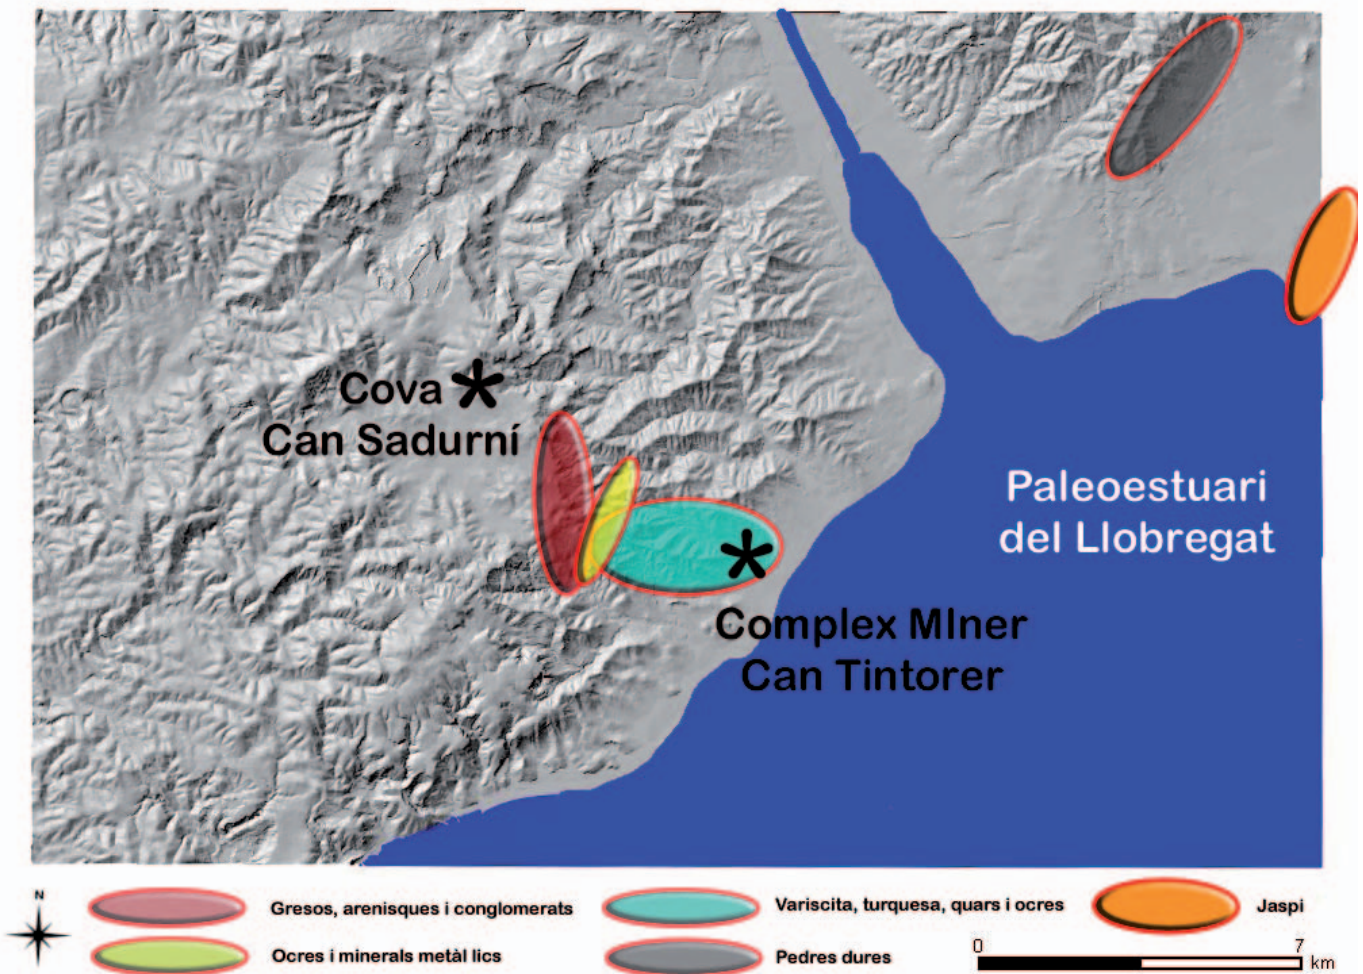 Cova
Can Sadurní
Paleoestuari
del Llobregat
Complex MIner
Can Tintorer
N
Gresos, arenisques i conglomerats
Variscita, turquesa, quars i ocres
Jaspi
Ocres i minerals metàl lics
Pedres dures
0 7
km